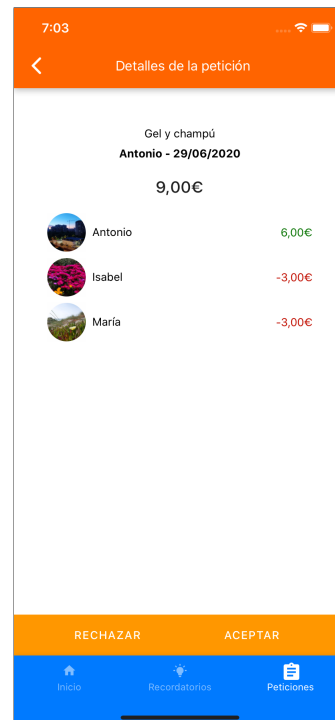 7:03
Detalles de la petición
Gel y champú
Antonio - 29/06/2020
9,00€
Antonio 6,00€
Isabel -3,00€
María -3,00€
RECHAZAR ACEPTAR
Inicio Recordatorios Peticiones